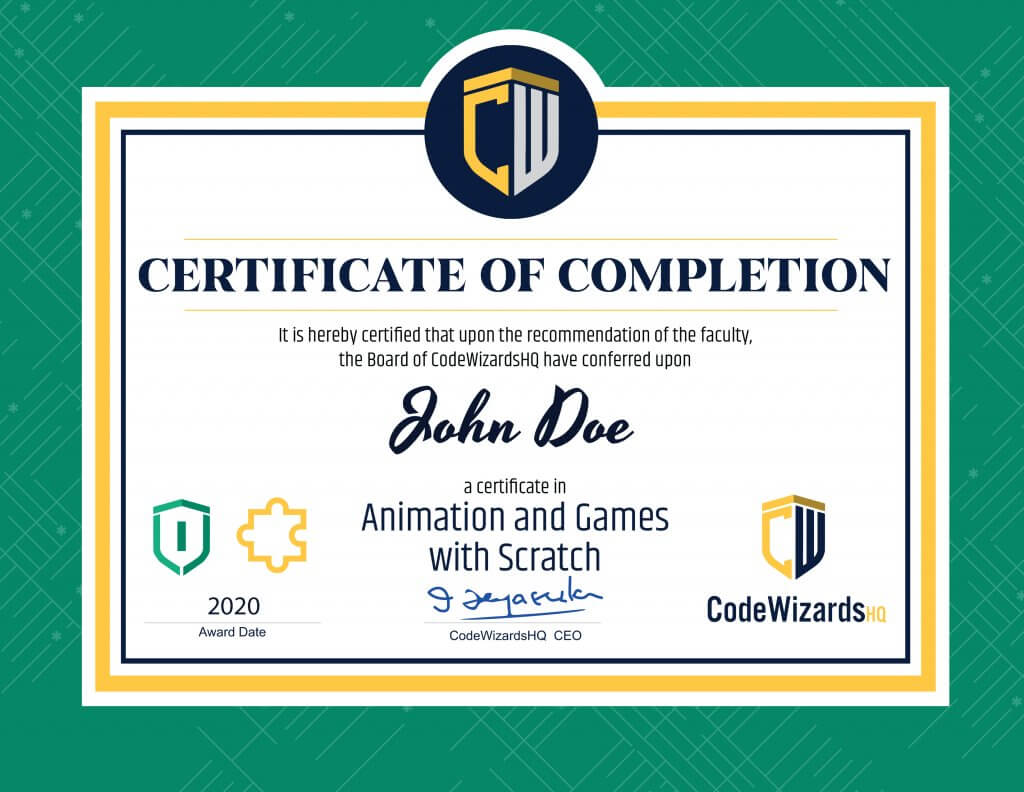 CW
CERTIFICATE OF COMPLETION
It is hereby certified that upon the recommendation of the faculty,
the Board of CodeWizardsHQ have conferred upon
John Doe
a certificate in
Animation and Games
with Scratch
I
2020
Award Date
CodeWizardsHQ CEO
CW
CodeWizardsHQ